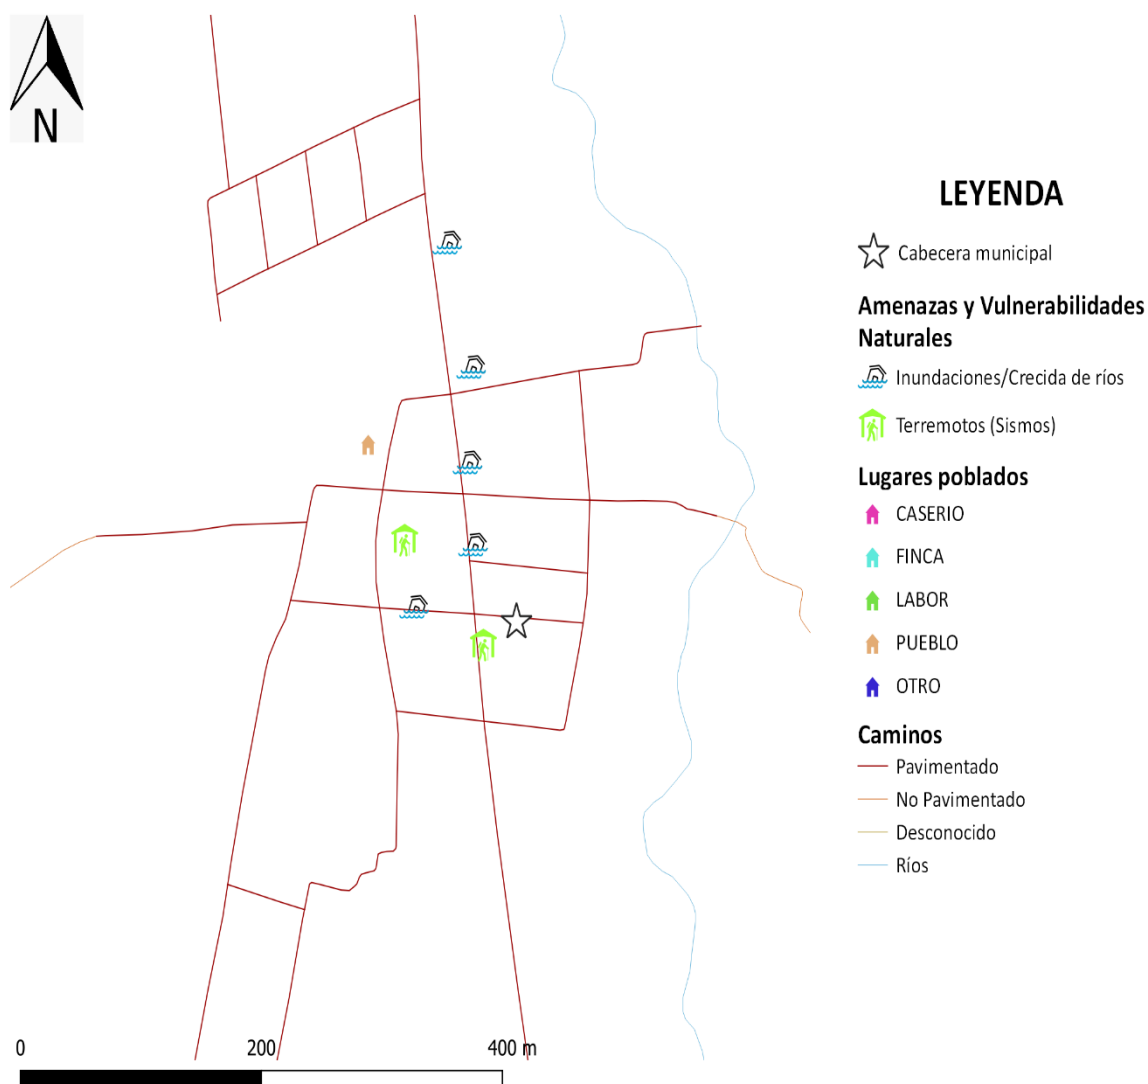 N
LEYENDA
Cabecera municipal
Amenazas y Vulnerabilidades
Naturales
Inundaciones/Crecida de ríos
Terremotos (Sismos)
Lugares poblados
CASERIO
FINCA
LABOR
PUEBLO
OTRO
Caminos
Pavimentado
No Pavimentado
Desconocido
Ríos
0 200 400 m